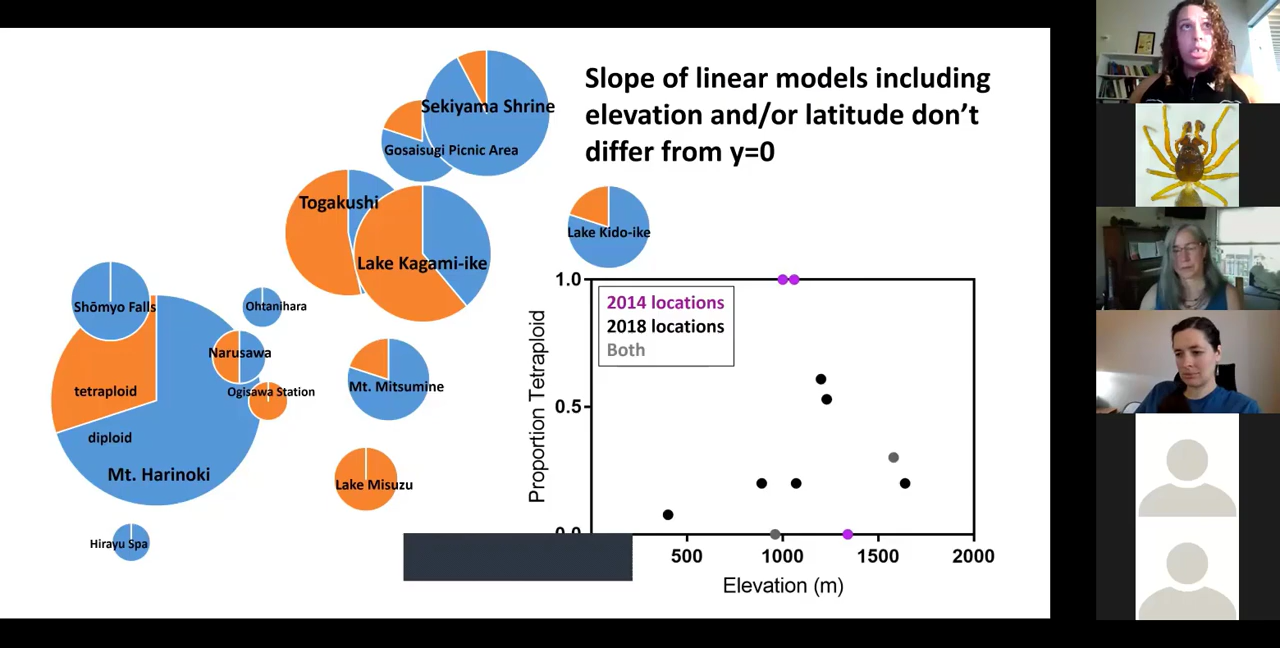 Slope of linear models including
elevation and/or latitude don't
differ from y=0
Sekiyama Shrine
Gosaisugi Picnic Area
Togakushi
Lake Kagami-ike
Lake Kido-ike
Shōmyo Falls
Ohtanihara
Narusawa
Ogisawa Station
Mt. Mitsumine
tetraploid
diploid
Mt. Harinoki
Lake Misuzu
Hirayu Spa
1.0
2014 locations
2018 locations
Both
Proportion Tetraploid
0.5
0.0
500
1000
1500
2000
Elevation (m)